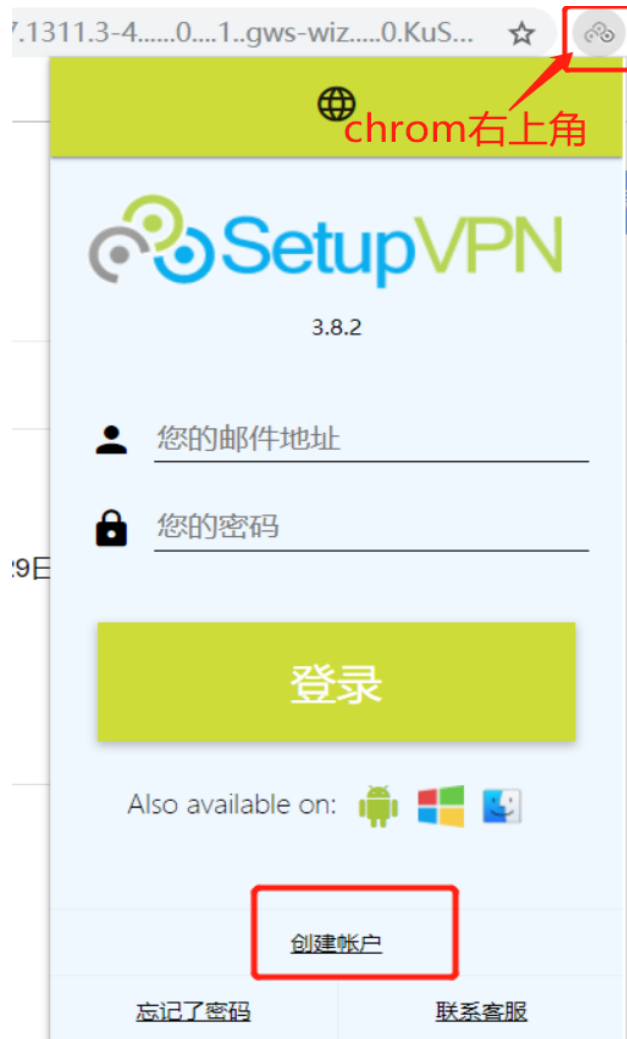 7.1311.3-4......0....1..gws-wiz.....0.KuS...
chrom右上角
SetupVPN
3.8.2
您的邮件地址
您的密码
29日
登录
Also available on:
创建帐户
忘记了密码
联系客服